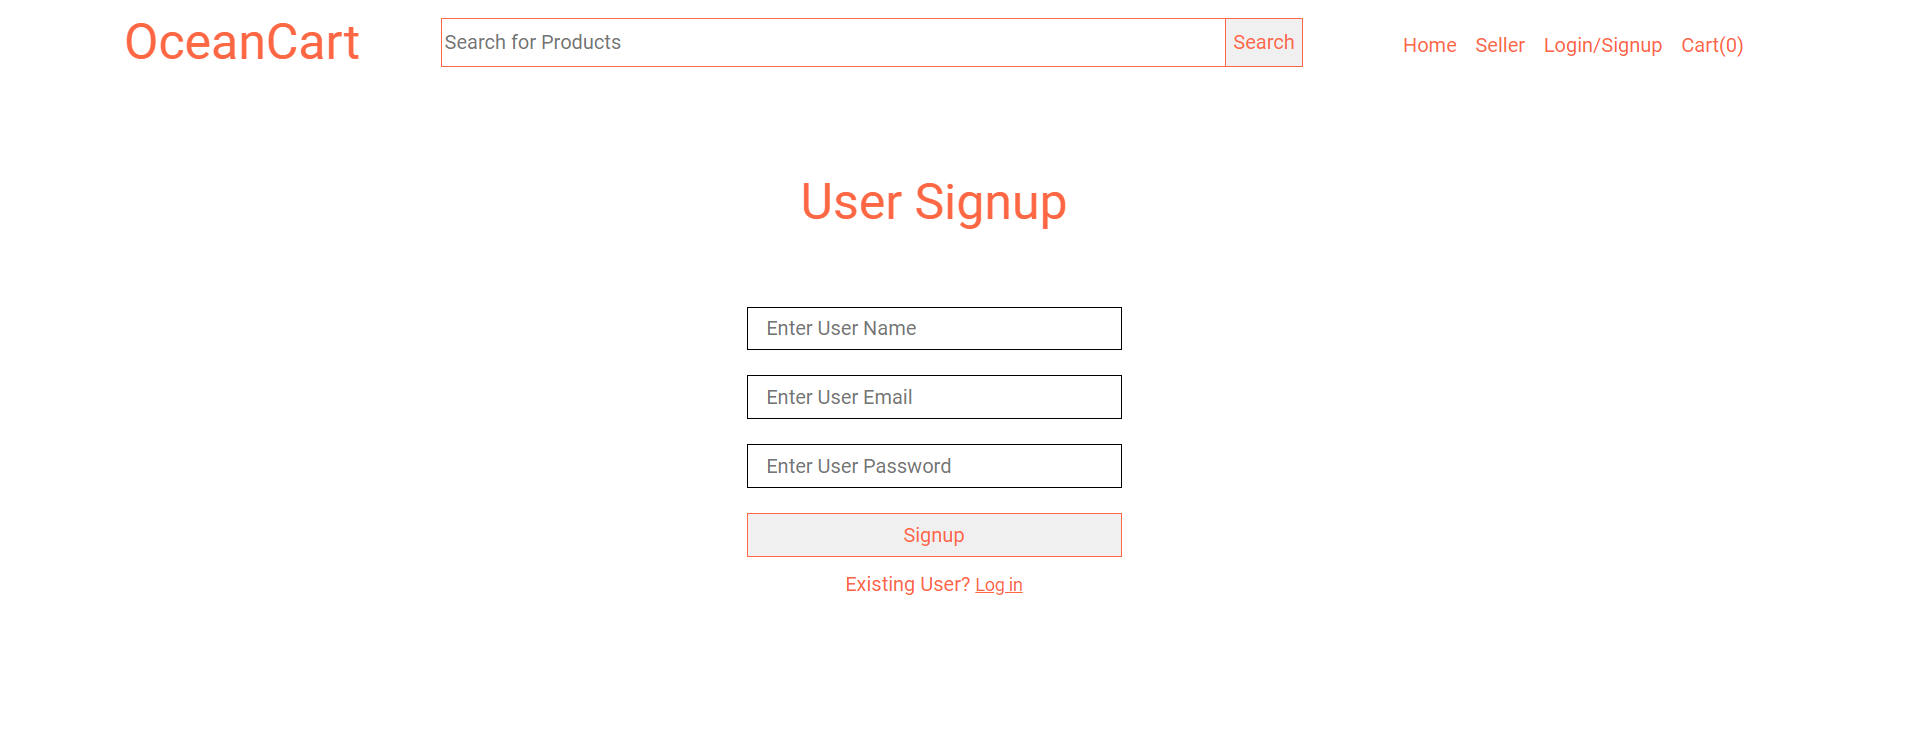 OceanCart
Search for Products
Search
Home Seller Login/Signup Cart(0)
User Signup
Enter User Name
Enter User Email
Enter User Password
Signup
Existing User? Log in